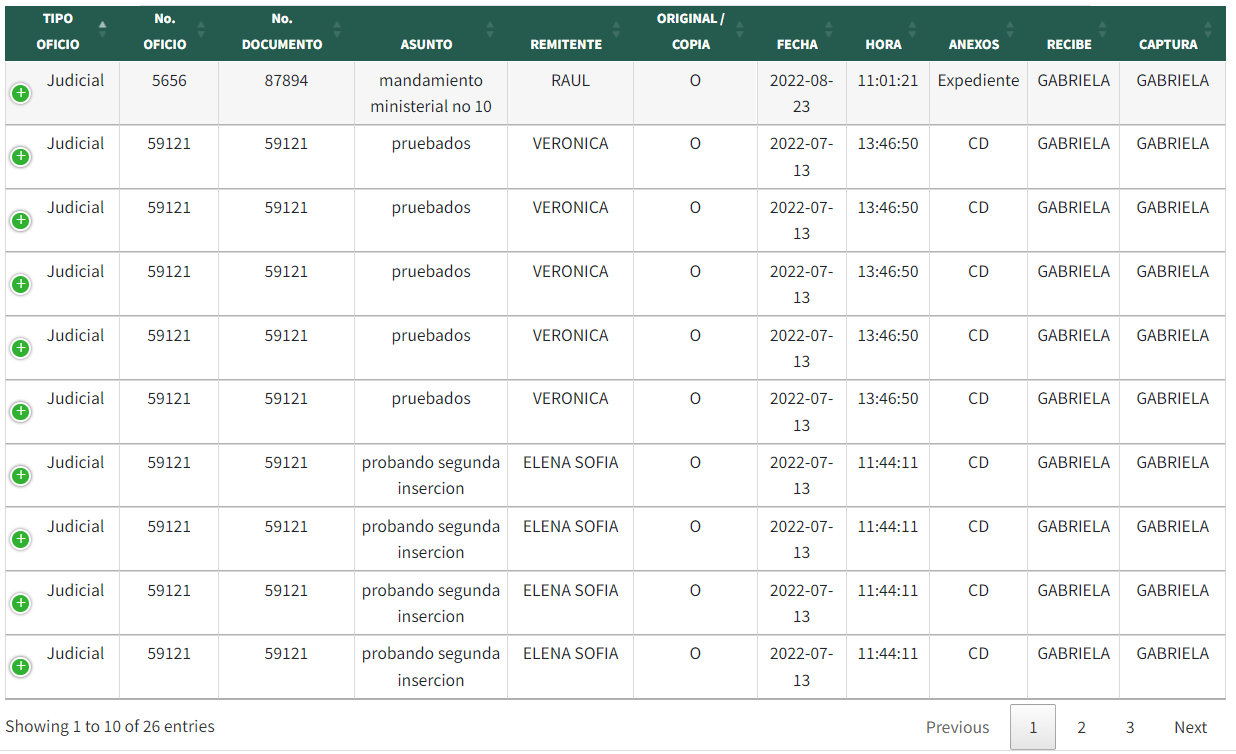 TIPO OFICIO No. OFICIO No. DOCUMENTO ASUNTO REMITENTE ORIGINAL / COPIA FECHA HORA ANEXOS RECIBE CAPTURA
Judicial 5656 87894 mandamiento ministerial no 10 RAUL O 2022-08-23 11:01:21 Expediente GABRIELA GABRIELA
Judicial 59121 59121 pruebados VERONICA O 2022-07-13 13:46:50 CD GABRIELA GABRIELA
Judicial 59121 59121 pruebados VERONICA O 2022-07-13 13:46:50 CD GABRIELA GABRIELA
Judicial 59121 59121 pruebados VERONICA O 2022-07-13 13:46:50 CD GABRIELA GABRIELA
Judicial 59121 59121 pruebados VERONICA O 2022-07-13 13:46:50 CD GABRIELA GABRIELA
Judicial 59121 59121 pruebados VERONICA O 2022-07-13 13:46:50 CD GABRIELA GABRIELA
Judicial 59121 59121 probando segunda insercion ELENA SOFIA O 2022-07-13 11:44:11 CD GABRIELA GABRIELA
Judicial 59121 59121 probando segunda insercion ELENA SOFIA O 2022-07-13 11:44:11 CD GABRIELA GABRIELA
Judicial 59121 59121 probando segunda insercion ELENA SOFIA O 2022-07-13 11:44:11 CD GABRIELA GABRIELA
Judicial 59121 59121 probando segunda insercion ELENA SOFIA O 2022-07-13 11:44:11 CD GABRIELA GABRIELA
Showing 1 to 10 of 26 entries Previous 1 2 3 Next